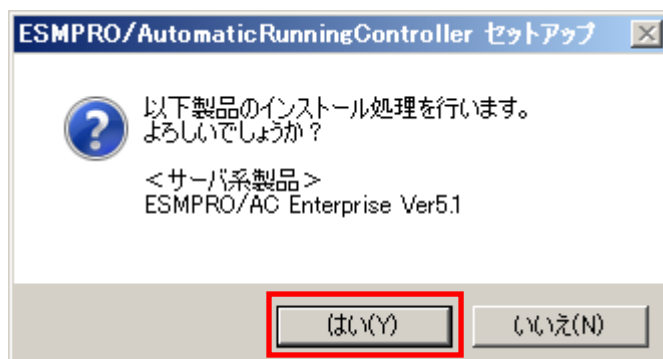 ESMPRO/AutomaticRunningController セットアップ
以下製品のインストール処理を行います。
よろしいでしょうか？
＜サーバ系製品＞
ESMPRO/AC Enterprise Ver5.1
はい(Y)
いいえ(N)